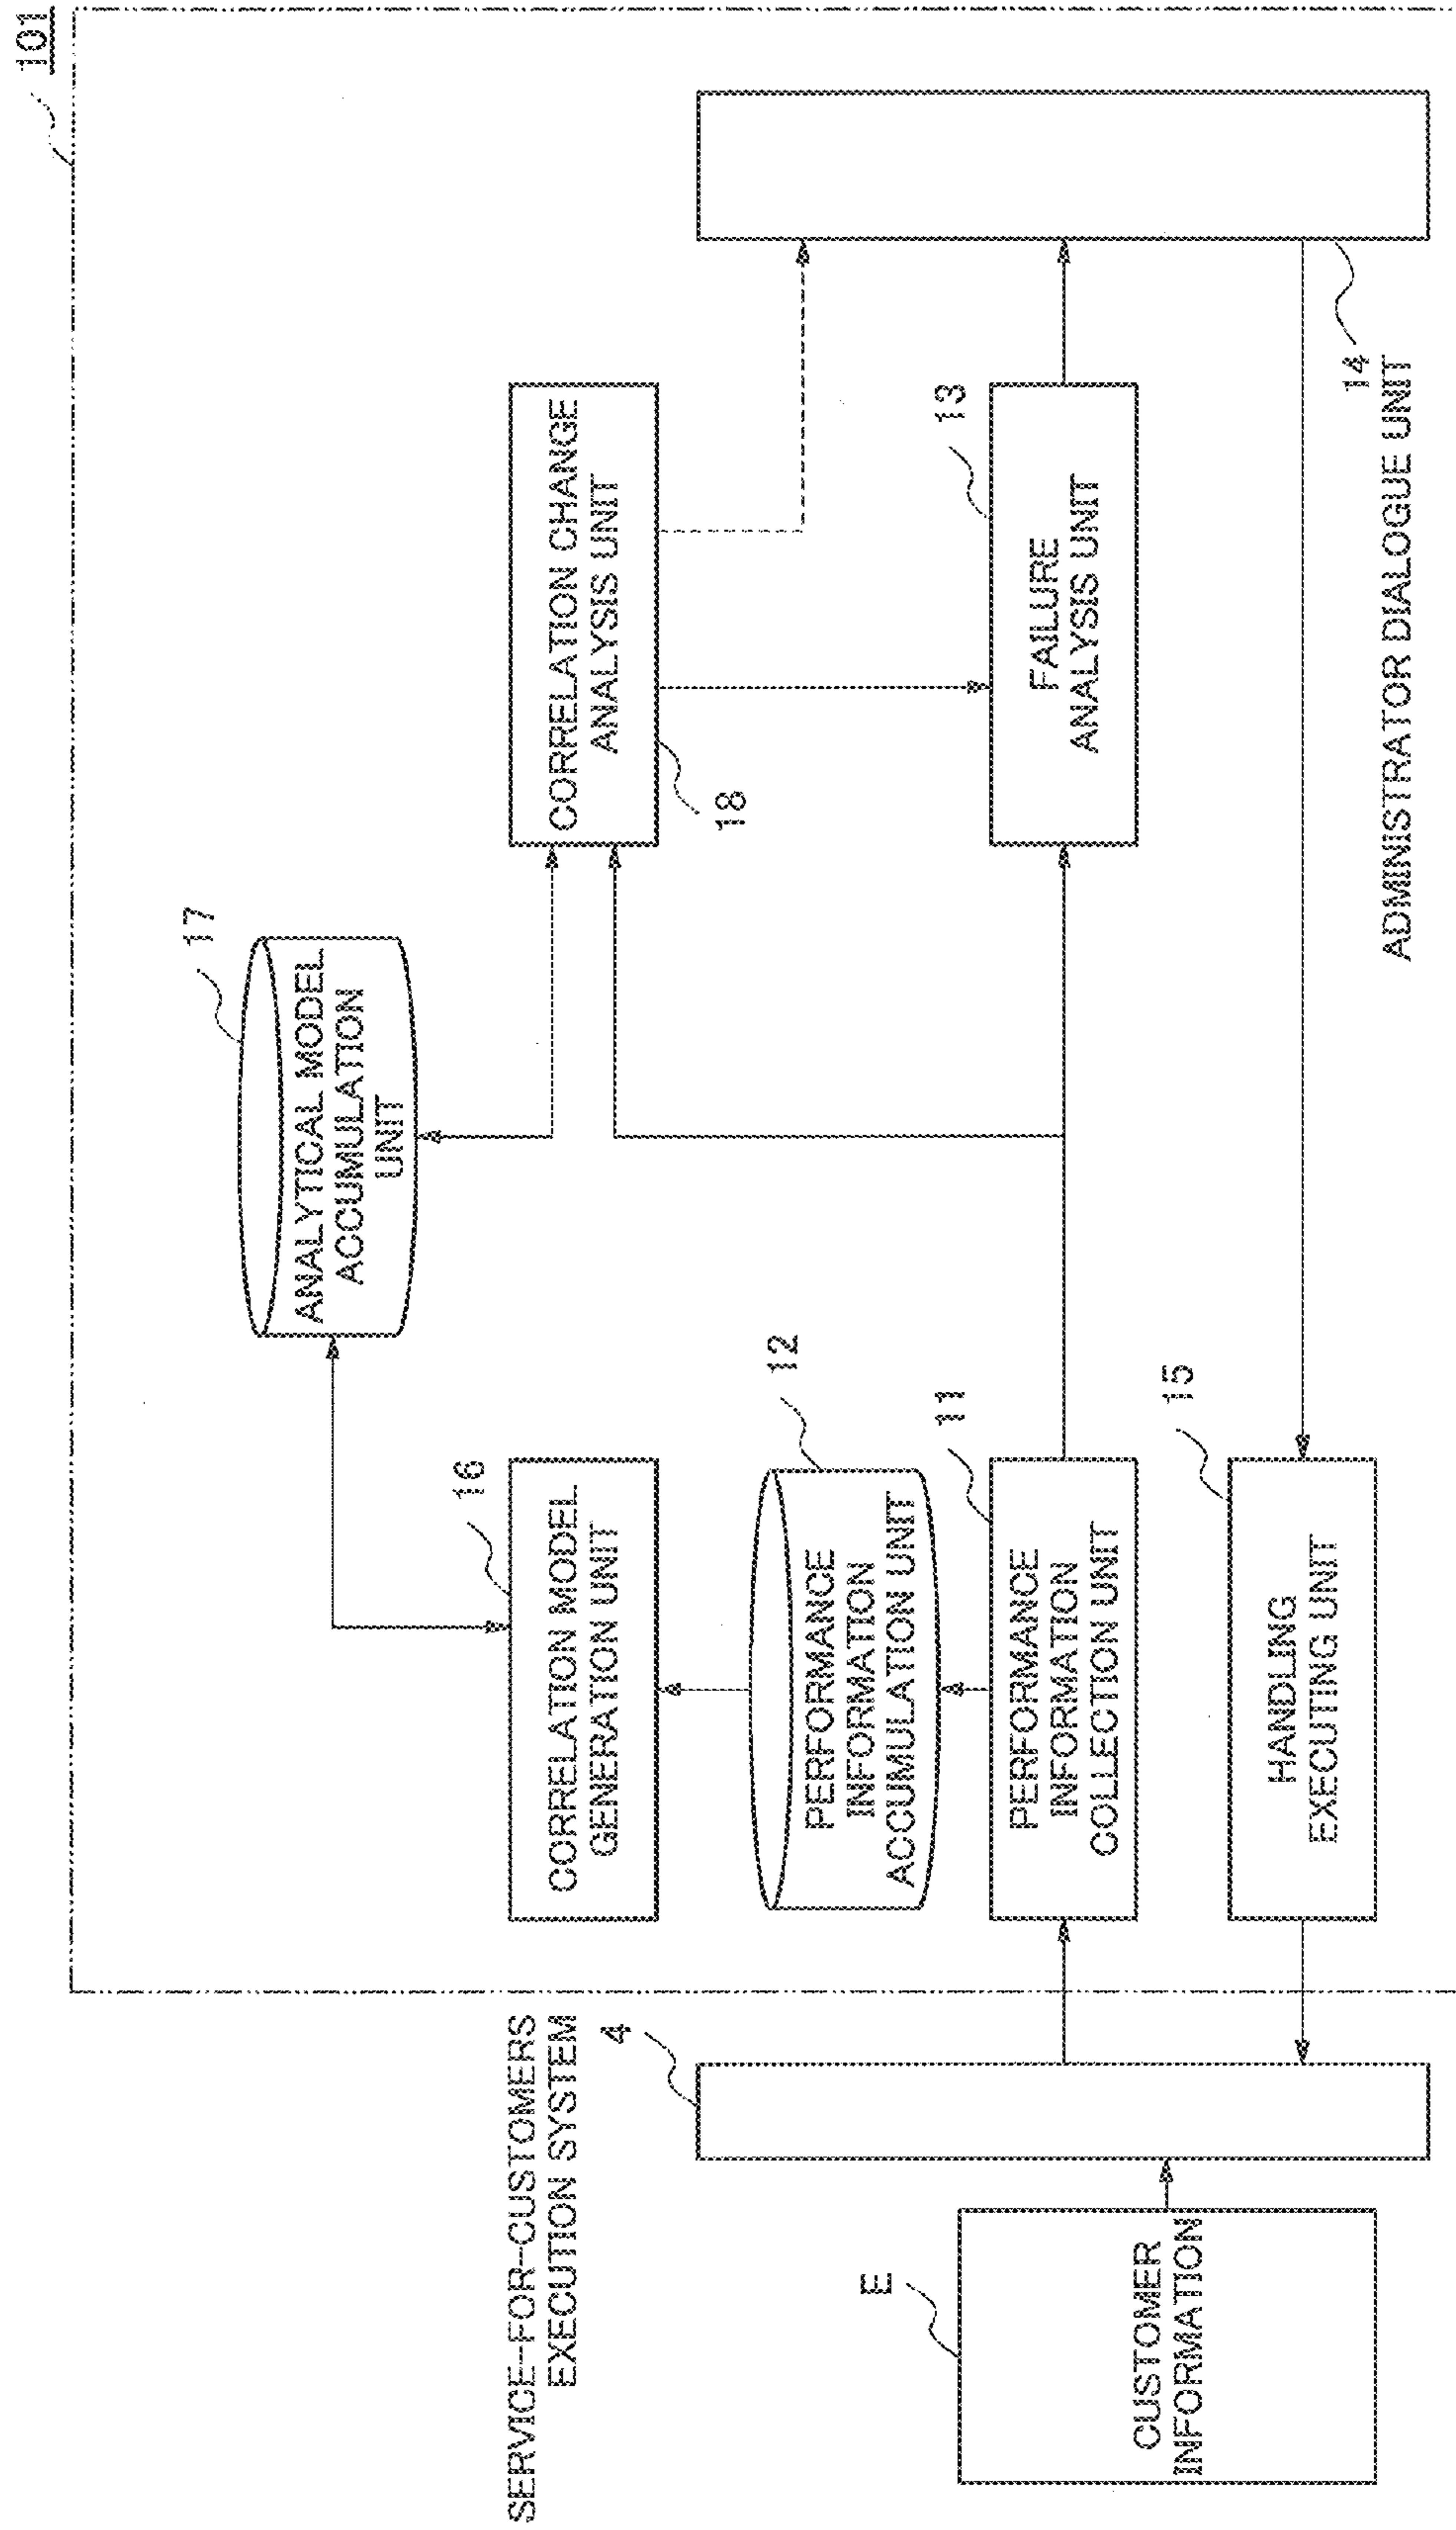 101
17
ANALYTICAL MODEL
ACCUMULATION
UNIT
16
CORRELATION MODEL
GENERATION UNIT
CORRELATION CHANGE
ANALYSIS UNIT
18
SERVICE-FOR-CUSTOMERS
EXECUTION SYSTEM
4
12
PERFORMANCE
INFORMATION
ACCUMULATION UNIT
11
PERFORMANCE
INFORMATION
COLLECTION UNIT
13
FAILURE
ANALYSIS UNIT
E
CUSTOMER
INFORMATION
15
HANDLING
EXECUTING UNIT
14
ADMINISTRATOR DIALOGUE UNIT